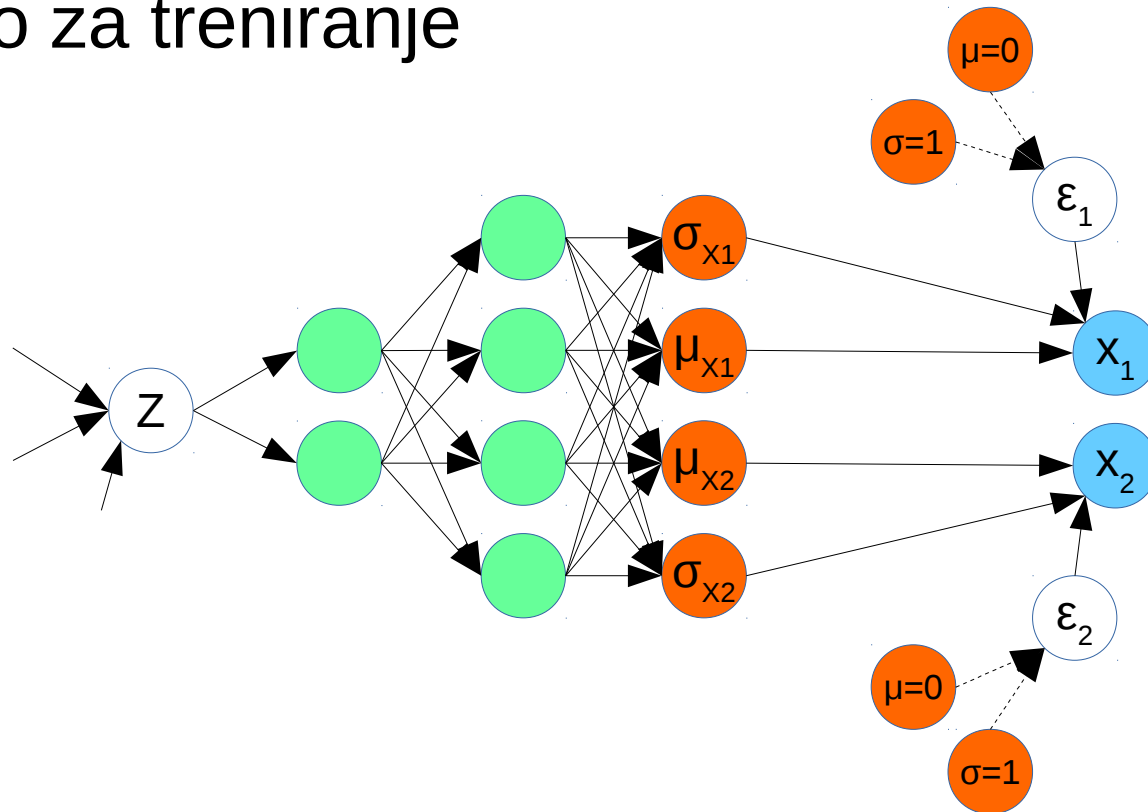 o za treniranje
μ=0
σ=1
ε1
σX1
μX1
x1
Z
μX2
x2
σX2
ε2
μ=0
σ=1